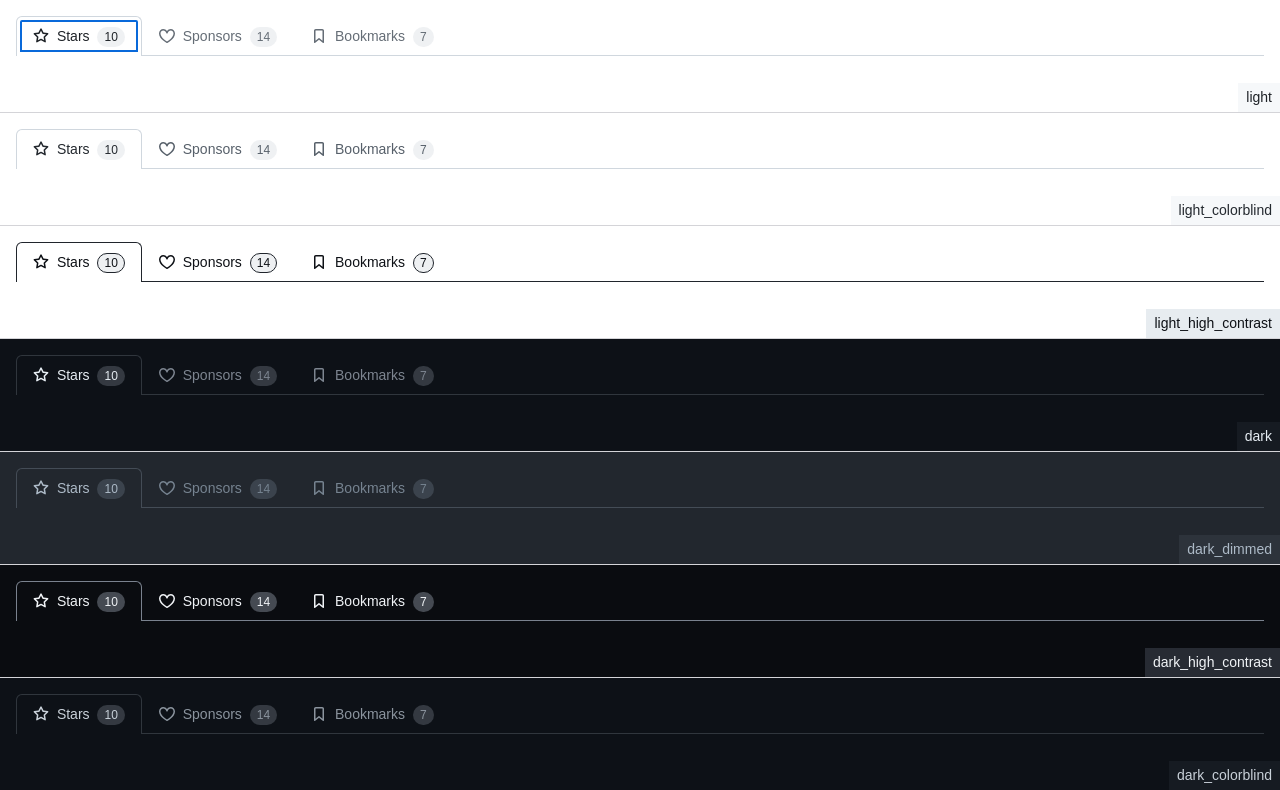 Stars 10 Sponsors 14 Bookmarks 7
light
Stars 10 Sponsors 14 Bookmarks 7
light_colorblind
Stars 10 Sponsors 14 Bookmarks 7
light_high_contrast
Stars 10 Sponsors 14 Bookmarks 7
dark
Stars 10 Sponsors 14 Bookmarks 7
dark_dimmed
Stars 10 Sponsors 14 Bookmarks 7
dark_high_contrast
Stars 10 Sponsors 14 Bookmarks 7
dark_colorblind